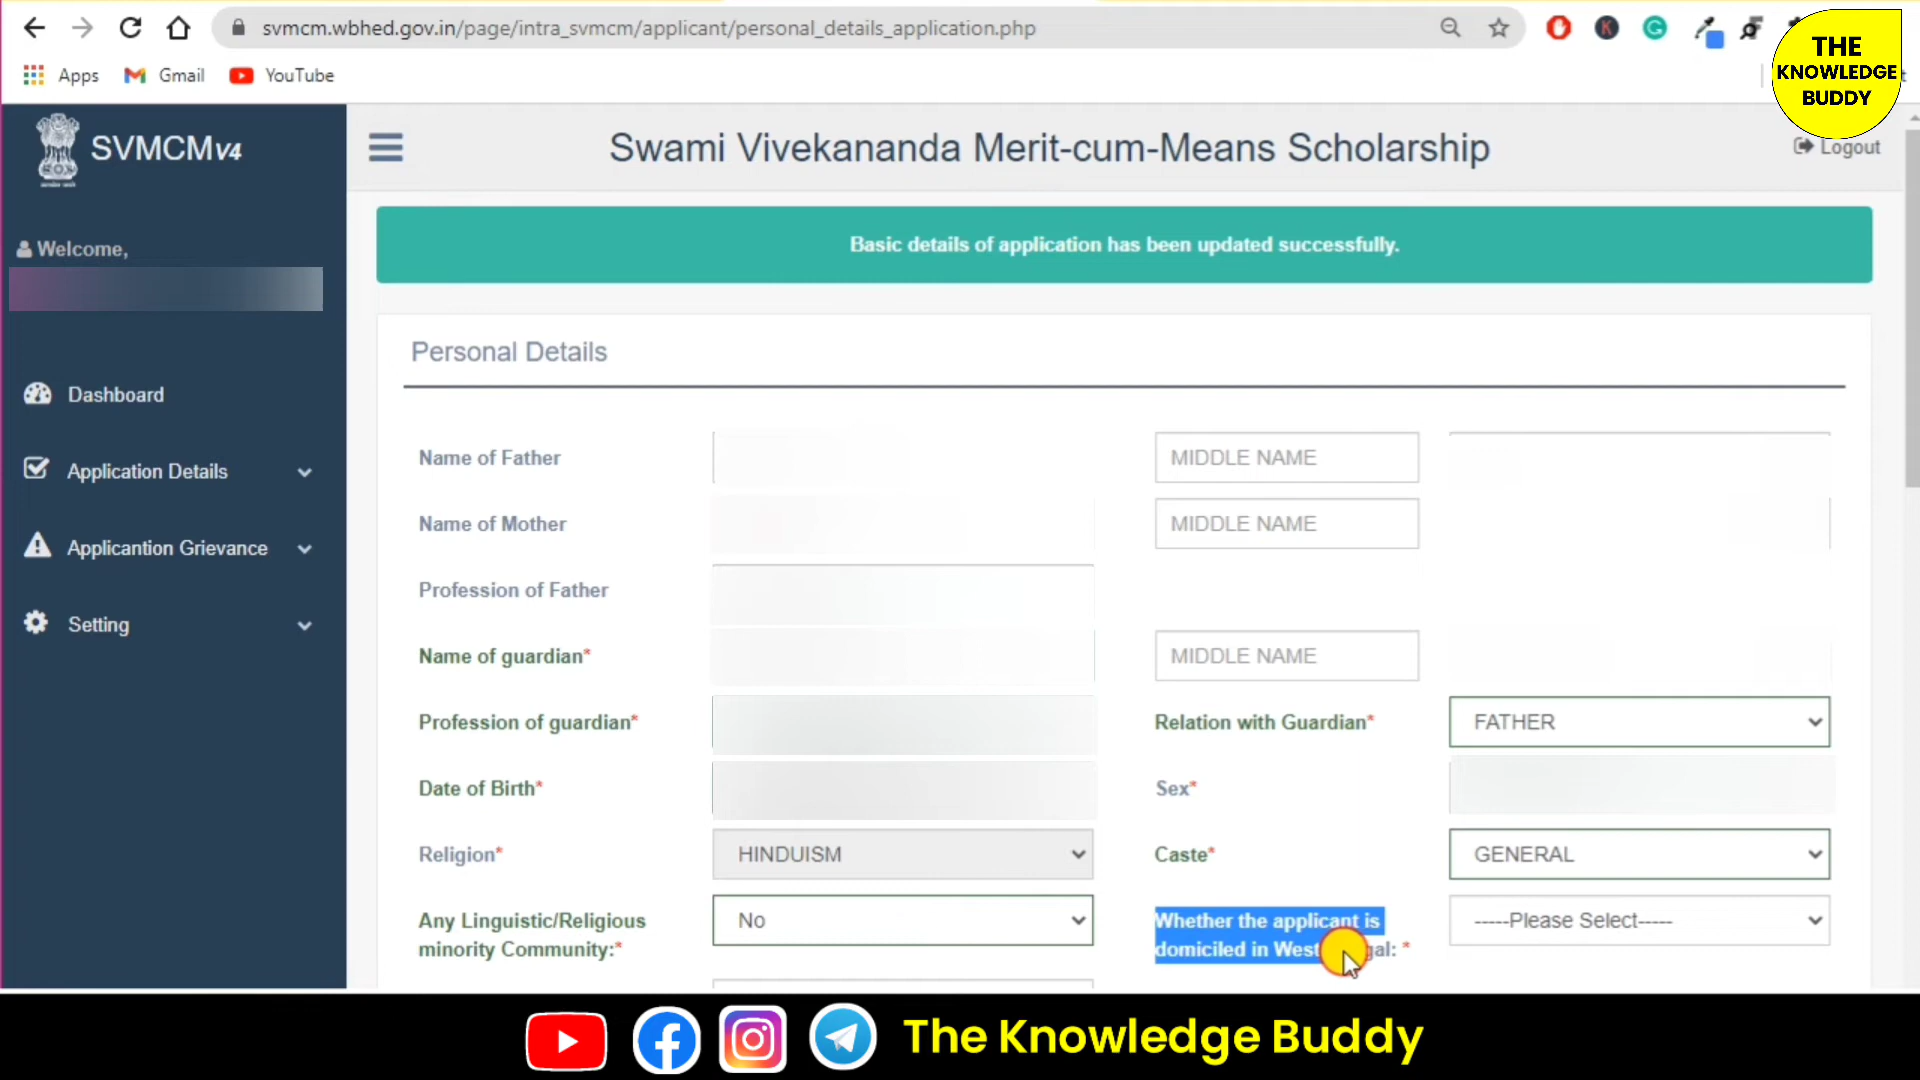 svmcm.wbhed.gov.in/page/intra_svmcm/applicant/personal_details_application.php
THE
KNOWLEDGE
BUDDY
Apps Gmail YouTube
SVMCM V4
Swami Vivekananda Merit-cum-Means Scholarship
Logout
Welcome,
Basic details of application has been updated successfully.
Personal Details
Dashboard
Application Details
Applicantion Grievance
Setting
Name of Father MIDDLE NAME
Name of Mother MIDDLE NAME
Profession of Father
Name of guardian* MIDDLE NAME
Profession of guardian* Relation with Guardian* FATHER
Date of Birth* Sex*
Religion* HINDUISM Caste* GENERAL
Any Linguistic/Religious
minority Community:* No
Whether the applicant is
domiciled in West gal: * -----Please Select-----
The Knowledge Buddy